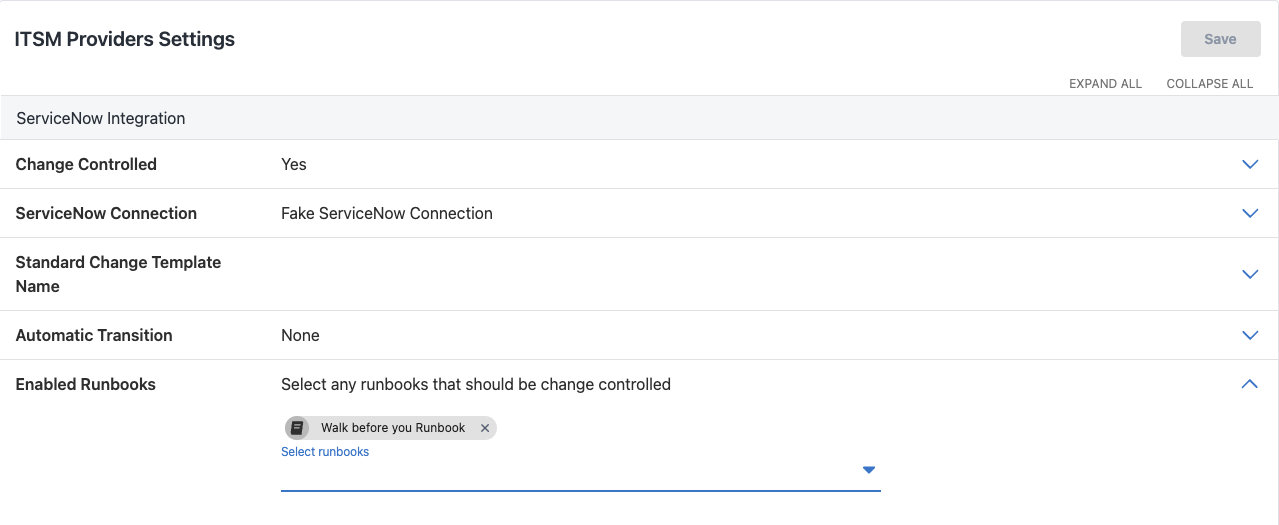 ITSM Providers Settings
Save
EXPAND ALL COLLAPSE ALL
ServiceNow Integration
Change Controlled Yes
ServiceNow Connection Fake ServiceNow Connection
Standard Change Template
Name
Automatic Transition None
Enabled Runbooks Select any runbooks that should be change controlled
Walk before you Runbook
Select runbooks